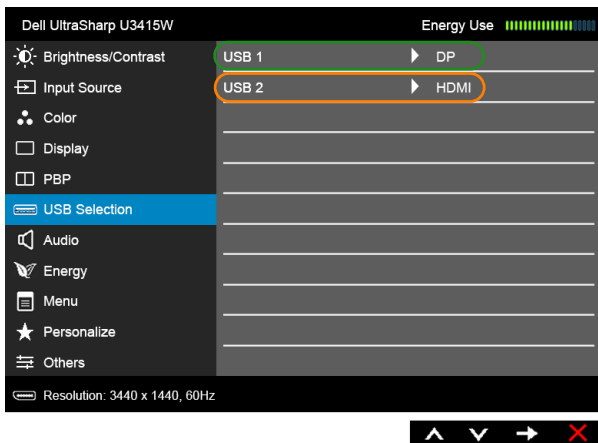 Dell UltraSharp U3415W Energy Use
Brightness/Contrast USB 1 DP
Input Source USB 2 HDMI
Color
Display
PBP
USB Selection
Audio
Energy
Menu
Personalize
Others
Resolution: 3440 x 1440, 60Hz